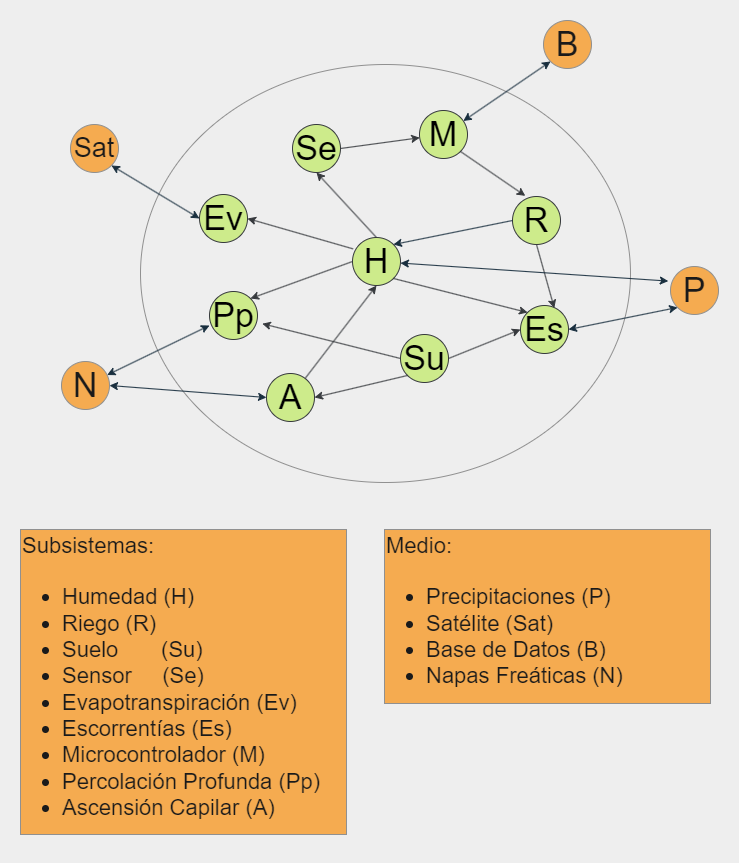 B
Sat
Se
M
Ev
R
H
P
Pp
Es
Su
N
A
Subsistemas:
• Humedad (H)
• Riego (R)
• Suelo (Su)
• Sensor (Se)
• Evapotranspiración (Ev)
• Escorrentías (Es)
• Microcontrolador (M)
• Percolación Profunda (Pp)
• Ascensión Capilar (A)
Medio:
• Precipitaciones (P)
• Satélite (Sat)
• Base de Datos (B)
• Napas Freáticas (N)